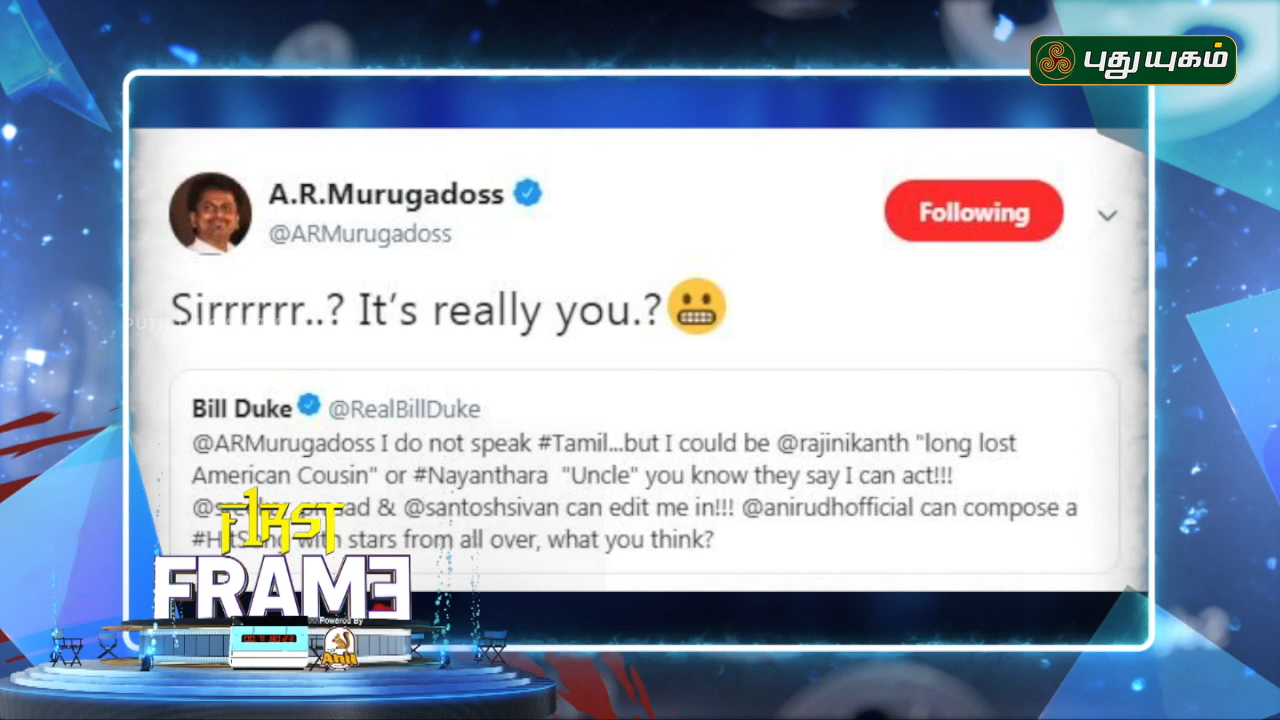 புதுயுகம்
A.R.Murugadoss
@ARMurugadoss
Following
Sirrrrrr..? It's really you.?😬
Bill Duke @RealBillDuke
@ARMurugadoss I do not speak #Tamil...but I could be @rajinikanth "long lost
American Cousin" or #Nayanthara "Uncle" you know they say I can act!!!
& @santoshsivan can edit me in!!! @anirudhofficial can compose a
with stars from all over, what you think?
F1RST
FRAME
Powered By
Anil